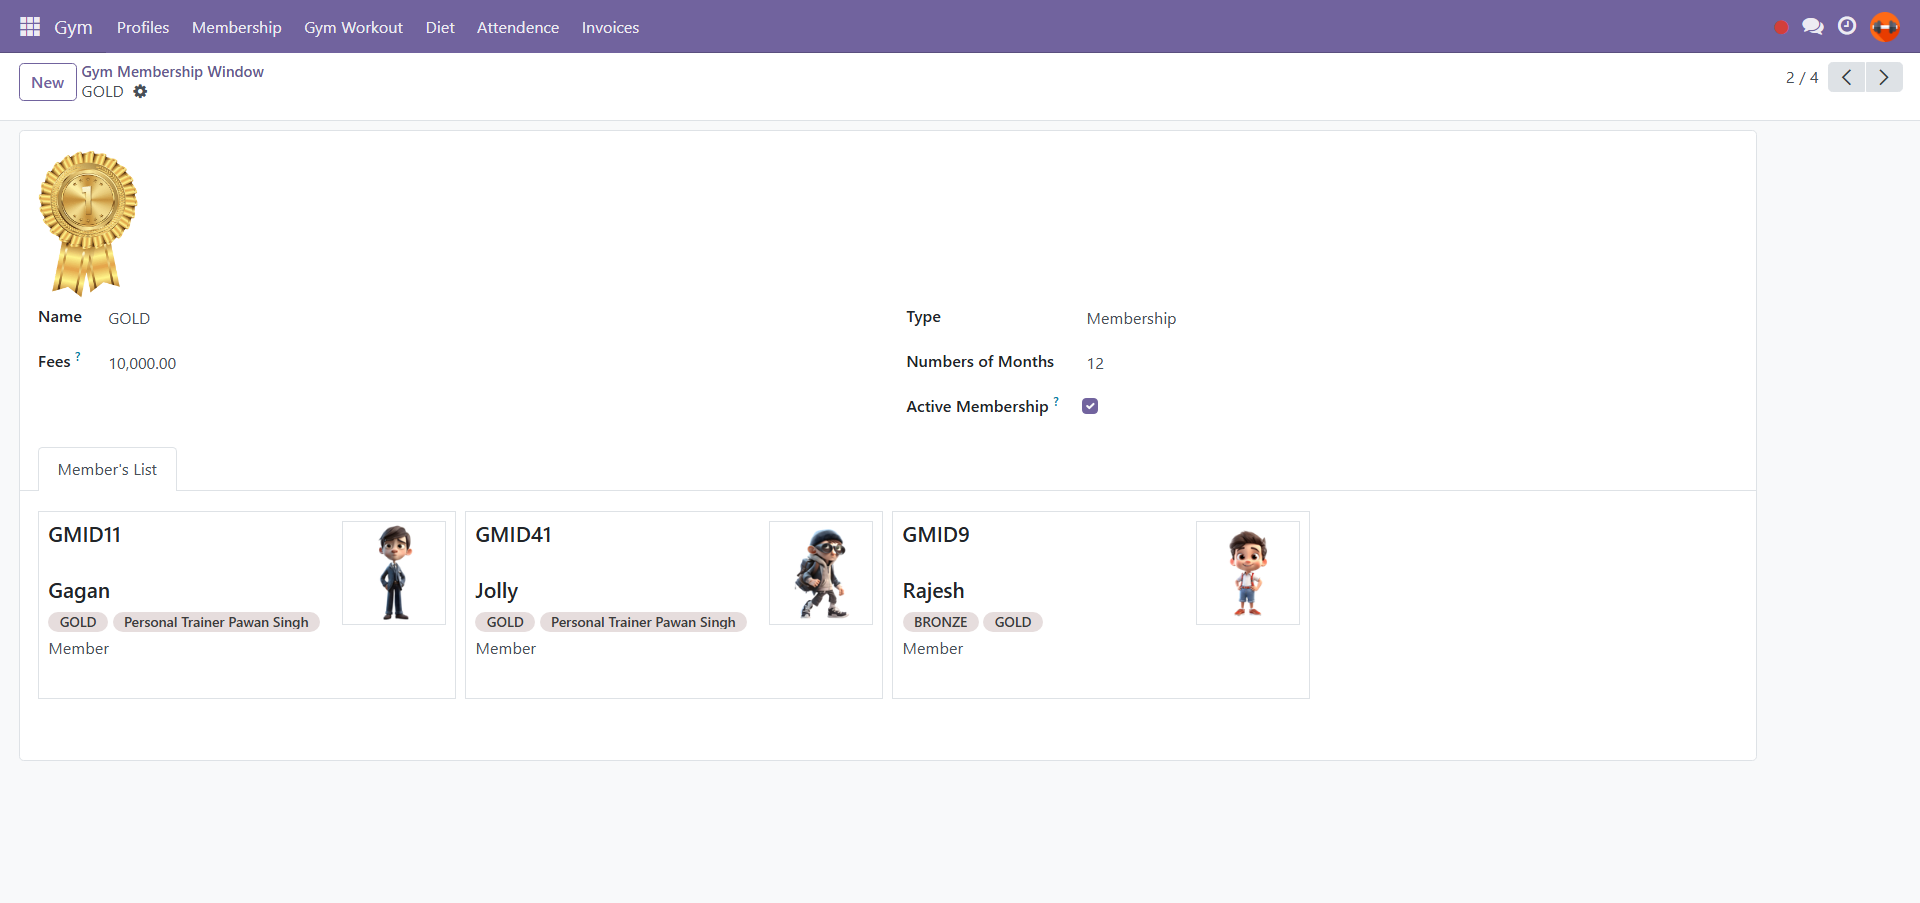 Gym Profiles Membership Gym Workout Diet Attendence Invoices
New
Gym Membership Window
GOLD
2 / 4
1
Name GOLD
Type Membership
Fees ? 10,000.00
Numbers of Months 12
Active Membership ?
Member's List
GMID11
Gagan
GOLD Personal Trainer Pawan Singh
Member
GMID41
Jolly
GOLD Personal Trainer Pawan Singh
Member
GMID9
Rajesh
BRONZE GOLD
Member